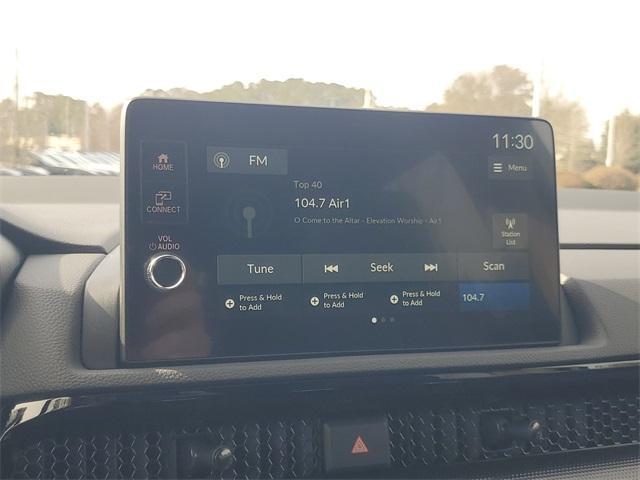 11:30
HOME
FM
Menu
Top 40
104.7 Air1
CONNECT
O Come to the Altar - Elevation Worship - Air1
Station
List
VOL
AUDIO
Tune
Seek
Scan
Press & Hold
to Add
Press & Hold
to Add
Press & Hold
to Add
104.7